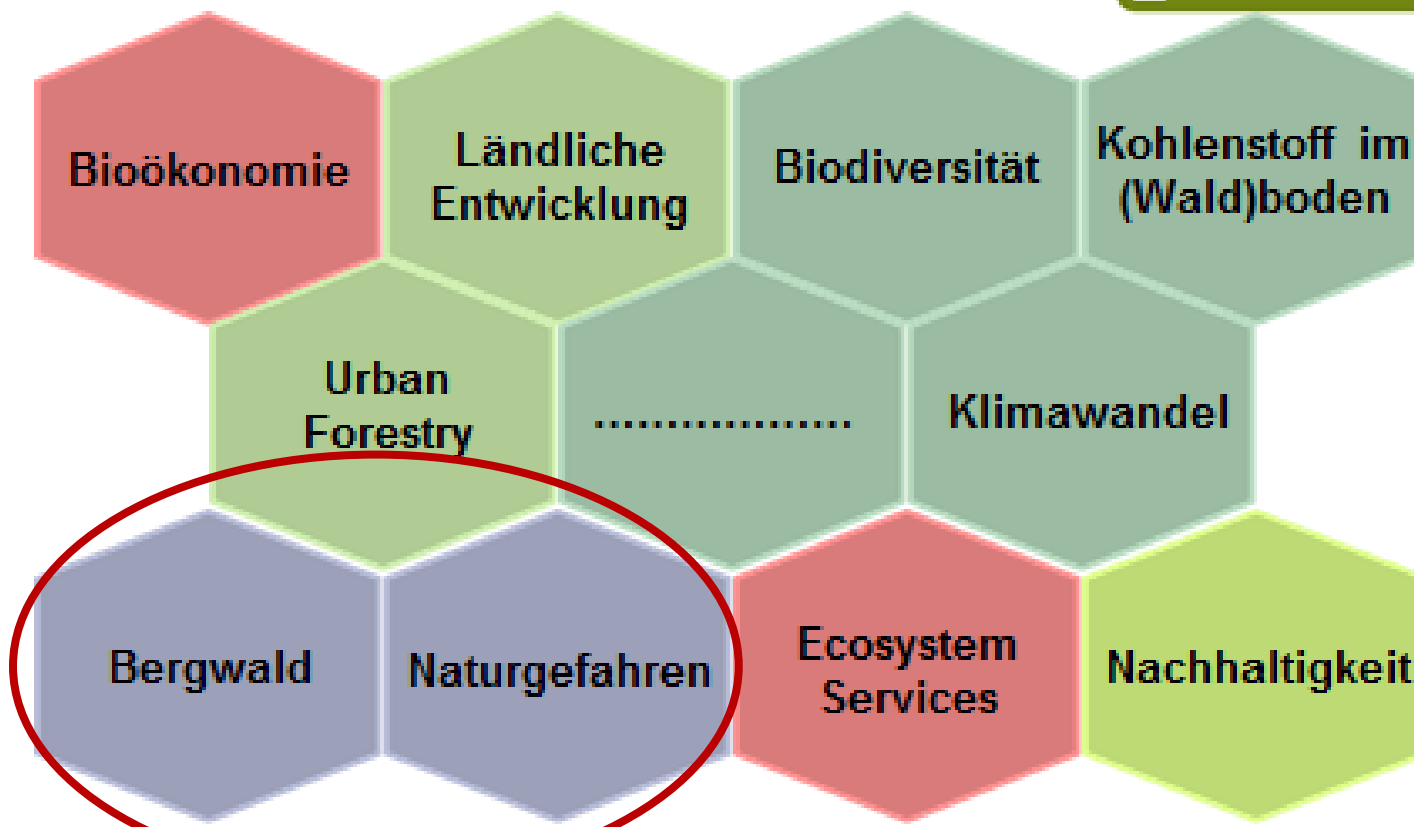 Bioökonomie
Ländliche
Entwicklung
Biodiversität
Kohlenstoff im
(Wald)boden
Urban
Forestry
..................
Klimawandel
Bergwald
Naturgefahren
Ecosystem
Services
Nachhaltigkeit